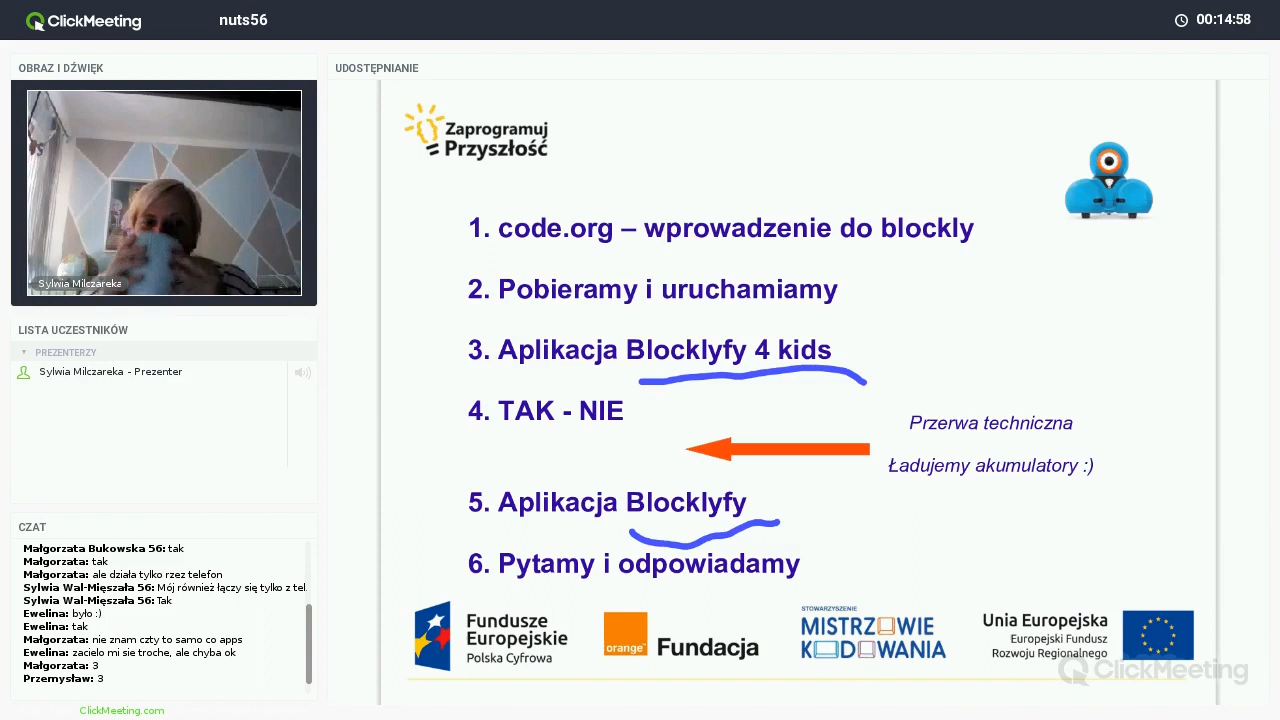 ClickMeeting
nuts56
00:14:58
OBRAZ I DŹWIĘK
Sylwia Milczareka
LISTA UCZESTNIKÓW
PREZENTERZY
Sylwia Milczareka - Prezenter
CZAT
Małgorzata Bukowska 56: tak
Małgorzata: tak
Małgorzata: ale działa tylko rzez telefon
Sylwia Wal-Mięszała 56: Mój również łączy się tylko z tel.
Sylwia Wal-Mięszała 56: Tak
Ewelina: było :)
Ewelina: tak
Małgorzata: nie znam czty to samo co apps
Ewelina: zacielo mi sie troche, ale chyba ok
Małgorzata: 3
Przemysław: 3
ClickMeeting.com
UDOSTĘPNIANIE
Zaprogramuj
Przyszłość
1. code.org – wprowadzenie do blockly
2. Pobieramy i uruchamiamy
3. Aplikacja Blocklyfy 4 kids
4. TAK - NIE
Przerwa techniczna
Ładujemy akumulatory :)
5. Aplikacja Blocklyfy
6. Pytamy i odpowiadamy
Fundusze
Europejskie
Polska Cyfrowa
orange
Fundacja
STOWARZYSZENIE
MISTRZOWIE
KODOWANIA
Unia Europejska
Europejski Fundusz
Rozwoju Regionalnego
ClickMeeting